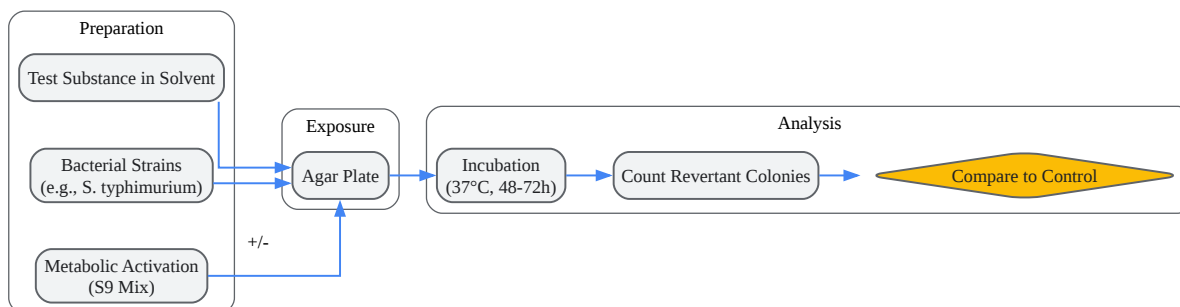 Preparation
Test Substance in Solvent
Bacterial Strains
(e.g., S. typhimurium)
Metabolic Activation
(S9 Mix)
+/-
Exposure
Agar Plate
Analysis
Incubation
(37°C, 48-72h)
Count Revertant Colonies
Compare to Control